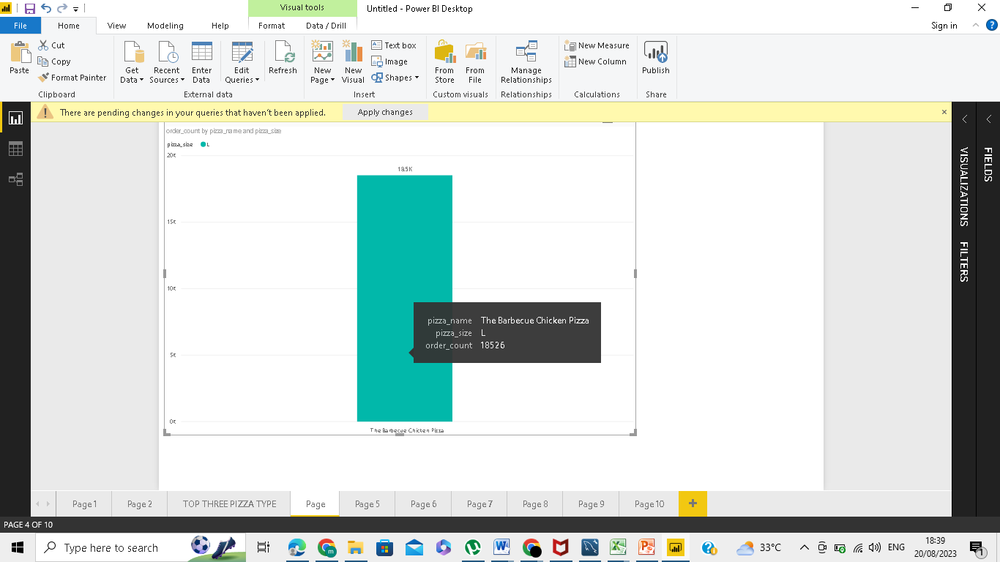 Visual tools
Untitled - Power BI Desktop
File Home View Modeling Help Format Data / Drill Sign in
Paste
Cut
Copy
Format Painter
Clipboard
Get Data
Recent Sources
Enter Data
Edit Queries
Refresh
External data
New Page
New Visual
Text box
Image
Shapes
Insert
From Store
From File
Custom visuals
Manage Relationships
Relationships
New Measure
New Column
Calculations
Publish
Share
There are pending changes in your queries that haven't been applied. Apply changes
order_count by pizza_name and pizza_size
pizza_size L
20K
18.5K
15K
10K
5K
0K
pizza_name The Barbecue Chicken Pizza
pizza_size L
order_count 18526
The Barbecue Chicken Pizza
VISUALIZATIONS
FILTERS
FIELDS
Page 1 Page 2 TOP THREE PIZZA TYPE Page Page 5 Page 6 Page 7 Page 8 Page 9 Page 10 +
PAGE 4 OF 10
Type here to search
33°C
ENG
18:39
20/08/2023
1